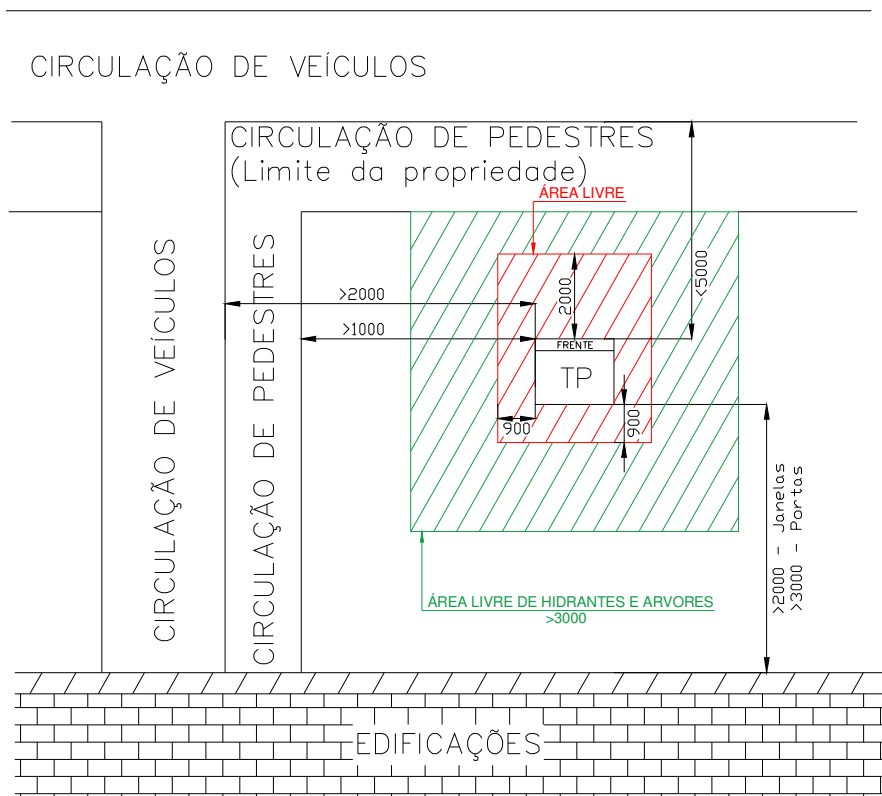 CIRCULAÇÃO DE VEÍCULOS
CIRCULAÇÃO DE PEDESTRES
(Limite da propriedade)
ÁREA LIVRE
CIRCULAÇÃO DE VEÍCULOS
CIRCULAÇÃO DE PEDESTRES
>2000
>1000
2000
<5000
FRENTE
TP
900
900
>2000 - Janelas
>3000 - Portas
ÁREA LIVRE DE HIDRANTES E ARVORES
>3000
EDIFICAÇÕES